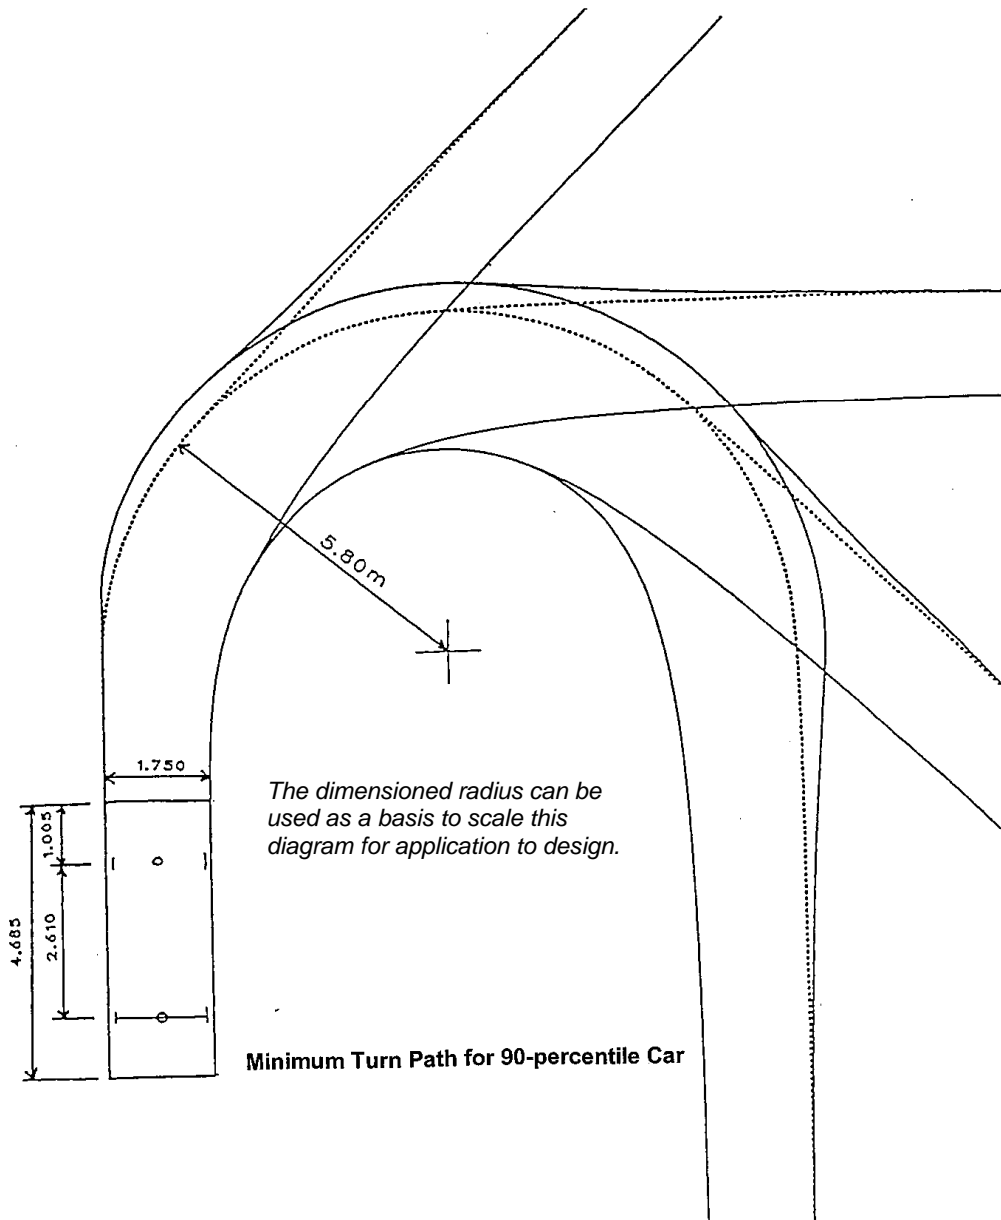 5.80m
1.750
The dimensioned radius can be
used as a basis to scale this
diagram for application to design.
1.005
4.685
2.610
Minimum Turn Path for 90-percentile Car